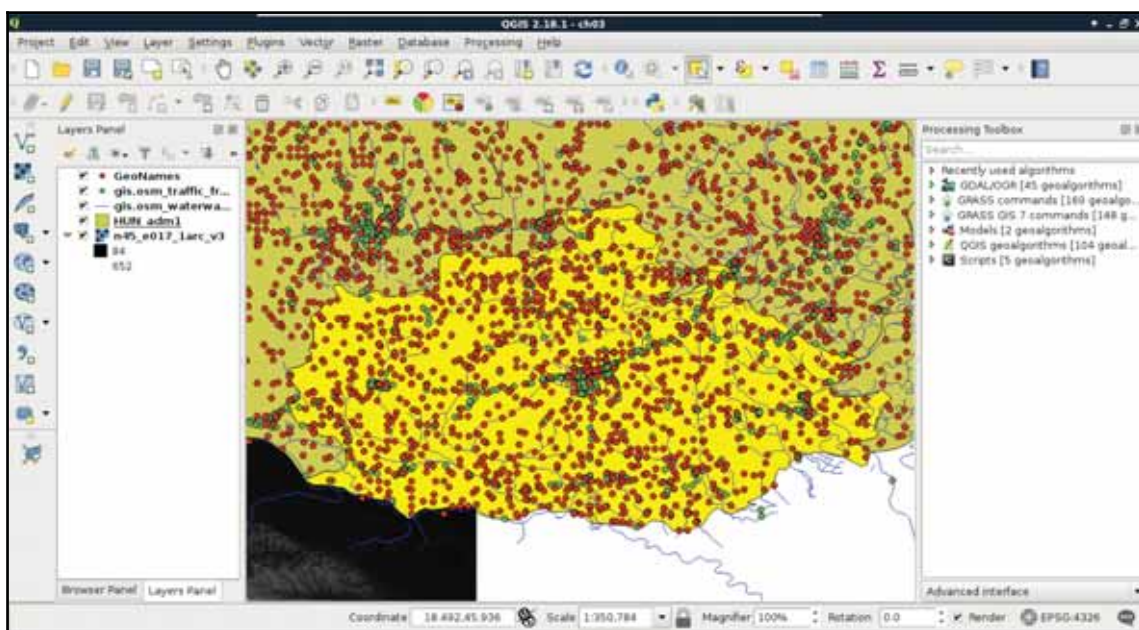 QGIS 2.18.1 - ch03
Project Edit View Layer Settings Plugins Vector Raster Database Processing Help
Layers Panel
GeoNames
gis.osm_traffic_fr...
gis.osm_waterwa...
HUN_adm1
n45_e017_1arc_v3
84
652
Browser Panel Layers Panel
Processing Toolbox
Search...
Recently used algorithms
GDAL/OGR [45 geoalgorithms]
GRASS commands [169 geoalgo...
GRASS GIS 7 commands [148 g...
Models [2 geoalgorithms]
QGIS geoalgorithms [104 geoal...
Scripts [5 geoalgorithms]
Advanced interface
Coordinate 18.492,45.936 Scale 1:350,784 Magnifier 100% Rotation 0.0 Render EPSG:4326